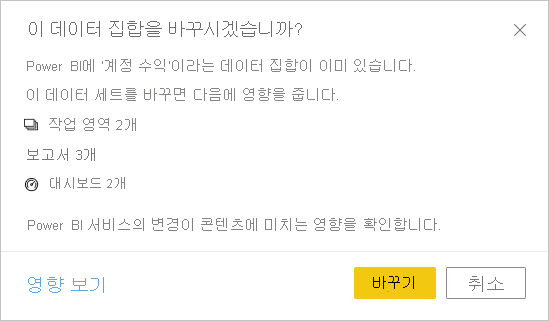 이 데이터 집합을 바꾸시겠습니까?
Power BI에 '계정 수익'이라는 데이터 집합이 이미 있습니다.
이 데이터 세트를 바꾸면 다음에 영향을 줍니다.
작업 영역 2개
보고서 3개
대시보드 2개
Power BI 서비스의 변경이 콘텐츠에 미치는 영향을 확인합니다.
영향 보기
바꾸기
취소